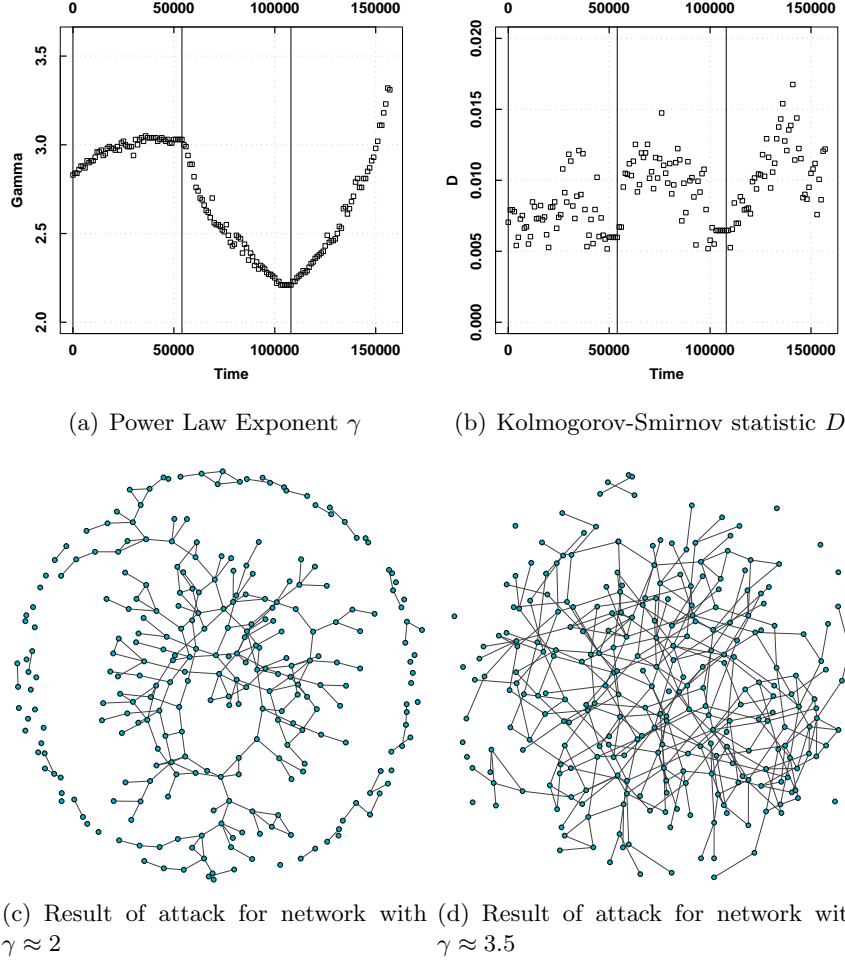 0 50000 100000 150000
0 50000 100000 150000
3.5
3.0
2.5
2.0
Gamma
0 50000 100000 150000
Time
0.020
0.015
0.010
0.005
0.000
D
0 50000 100000 150000
Time
(a) Power Law Exponent γ
(b) Kolmogorov-Smirnov statistic D
(c) Result of attack for network with
γ ≈ 2
(d) Result of attack for network wit
γ ≈ 3.5